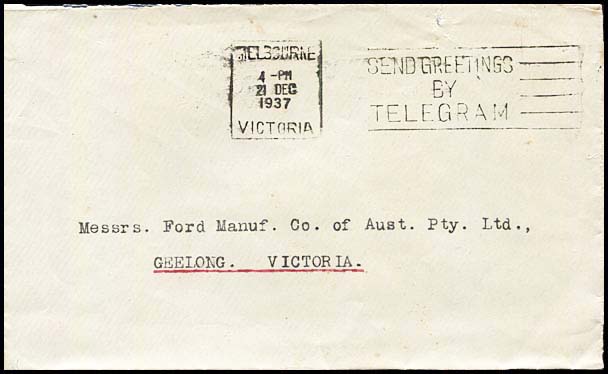 MELBOURNE
4-PM
21 DEC
1937
VICTORIA
SEND GREETINGS
BY
TELEGRAM
Messrs. Ford Manuf. Co. of Aust. Pty. Ltd.,
GEELONG. VICTORIA.